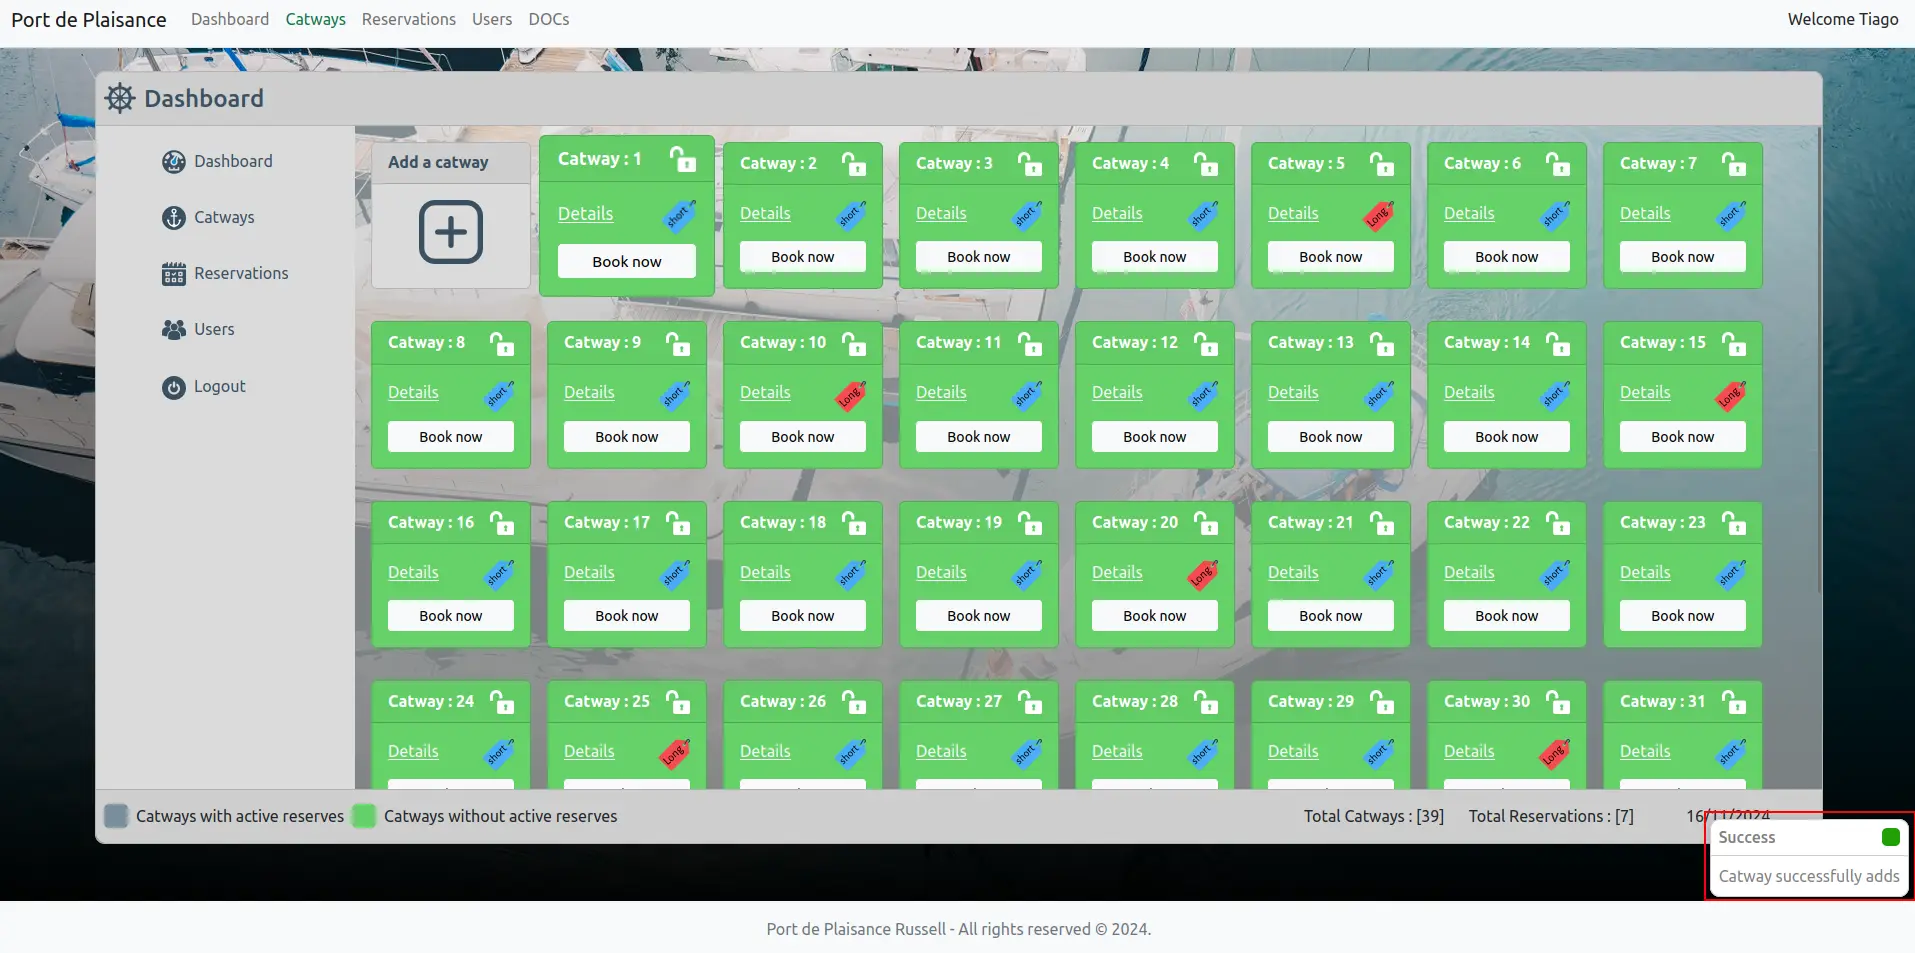 Port de Plaisance Dashboard Catways Reservations Users DOCs Welcome Tiago
Dashboard
Dashboard
Catways
Reservations
Users
Logout
Add a catway
Catway : 1
Details short
Book now
Catway : 2
Details short
Book now
Catway : 3
Details short
Book now
Catway : 4
Details short
Book now
Catway : 5
Details Long
Book now
Catway : 6
Details short
Book now
Catway : 7
Details short
Book now
Catway : 8
Details short
Book now
Catway : 9
Details short
Book now
Catway : 10
Details Long
Book now
Catway : 11
Details short
Book now
Catway : 12
Details short
Book now
Catway : 13
Details short
Book now
Catway : 14
Details short
Book now
Catway : 15
Details Long
Book now
Catway : 16
Details short
Book now
Catway : 17
Details short
Book now
Catway : 18
Details short
Book now
Catway : 19
Details short
Book now
Catway : 20
Details Long
Book now
Catway : 21
Details short
Book now
Catway : 22
Details short
Book now
Catway : 23
Details short
Book now
Catway : 24
Details short
Catway : 25
Details Long
Catway : 26
Details short
Catway : 27
Details short
Catway : 28
Details short
Catway : 29
Details short
Catway : 30
Details Long
Catway : 31
Details short
Catways with active reserves Catways without active reserves Total Catways : [39] Total Reservations : [7] 16/11/2024
Success
Catway successfully adds
Port de Plaisance Russell - All rights reserved © 2024.